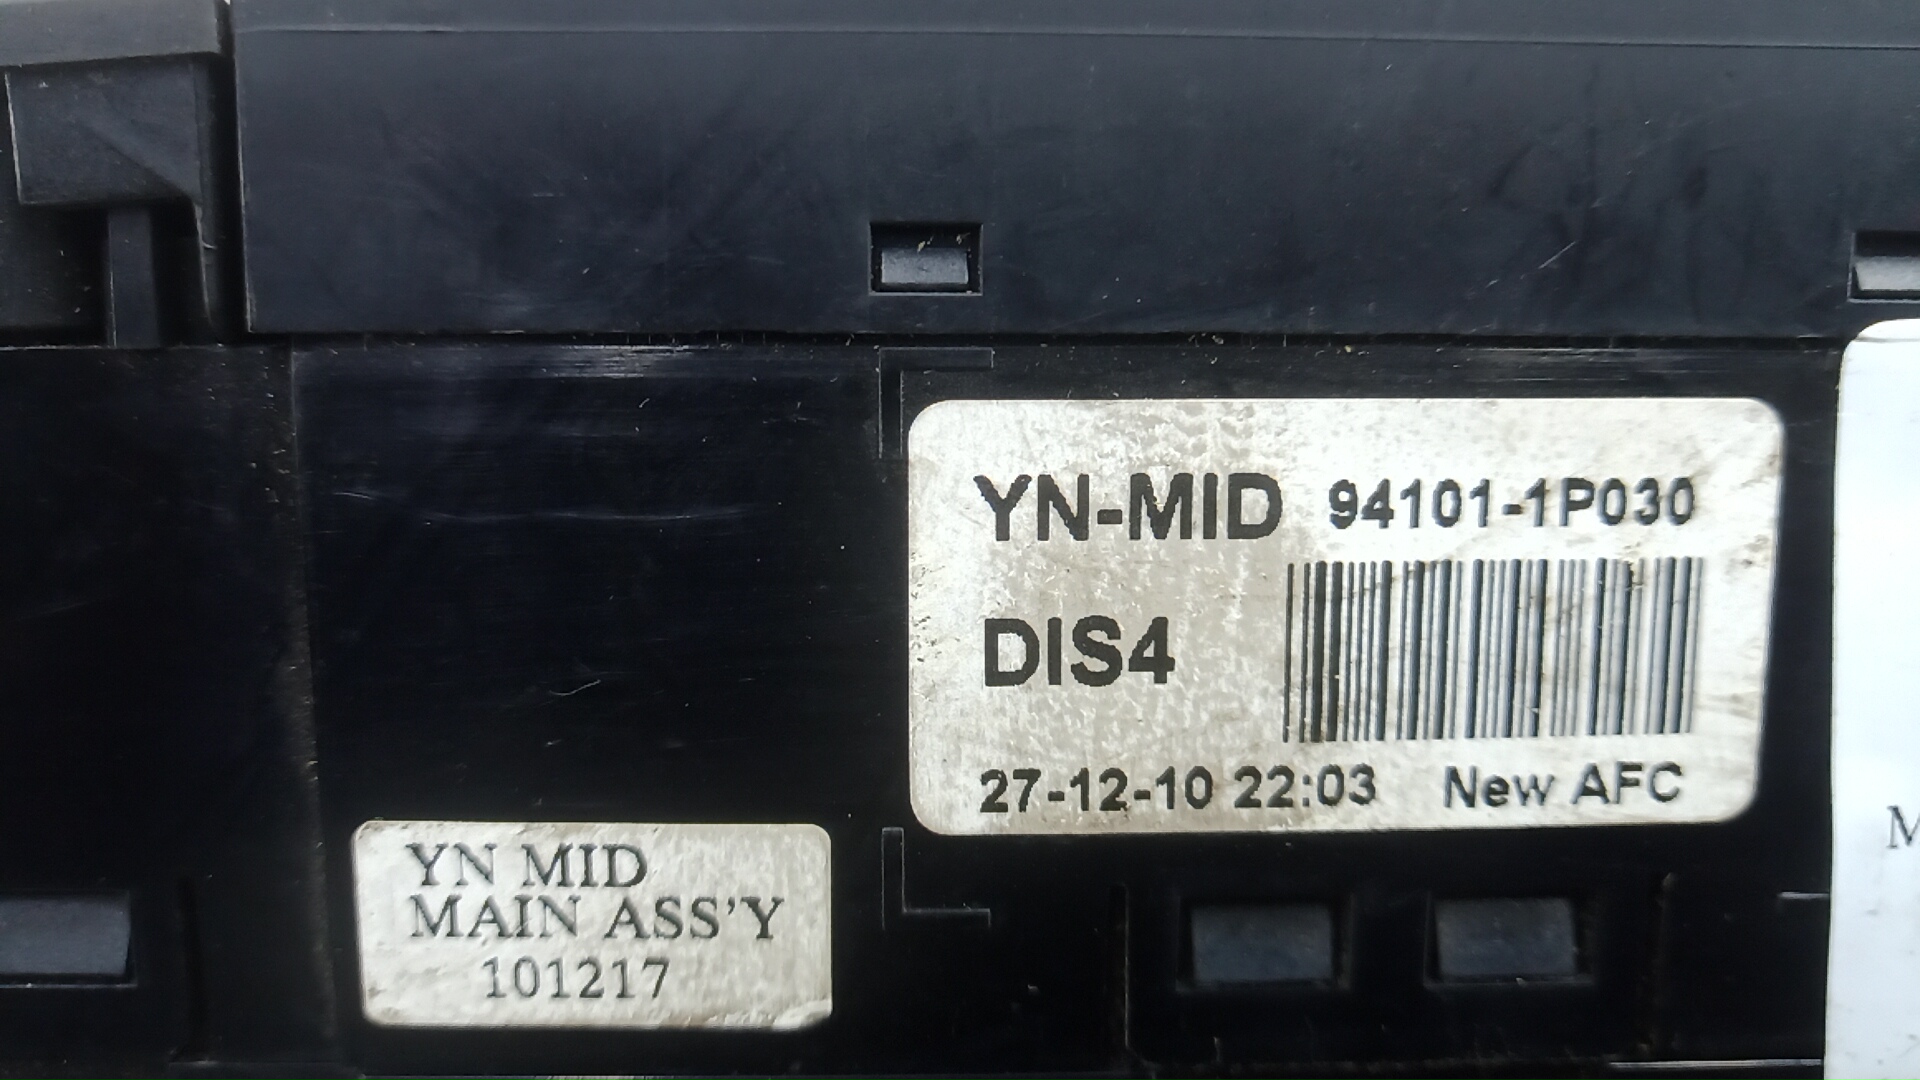 YN-MID 94101-1P030
DIS4
27-12-10 22:03 New AFC
YN MID
MAIN ASS'Y
101217
M